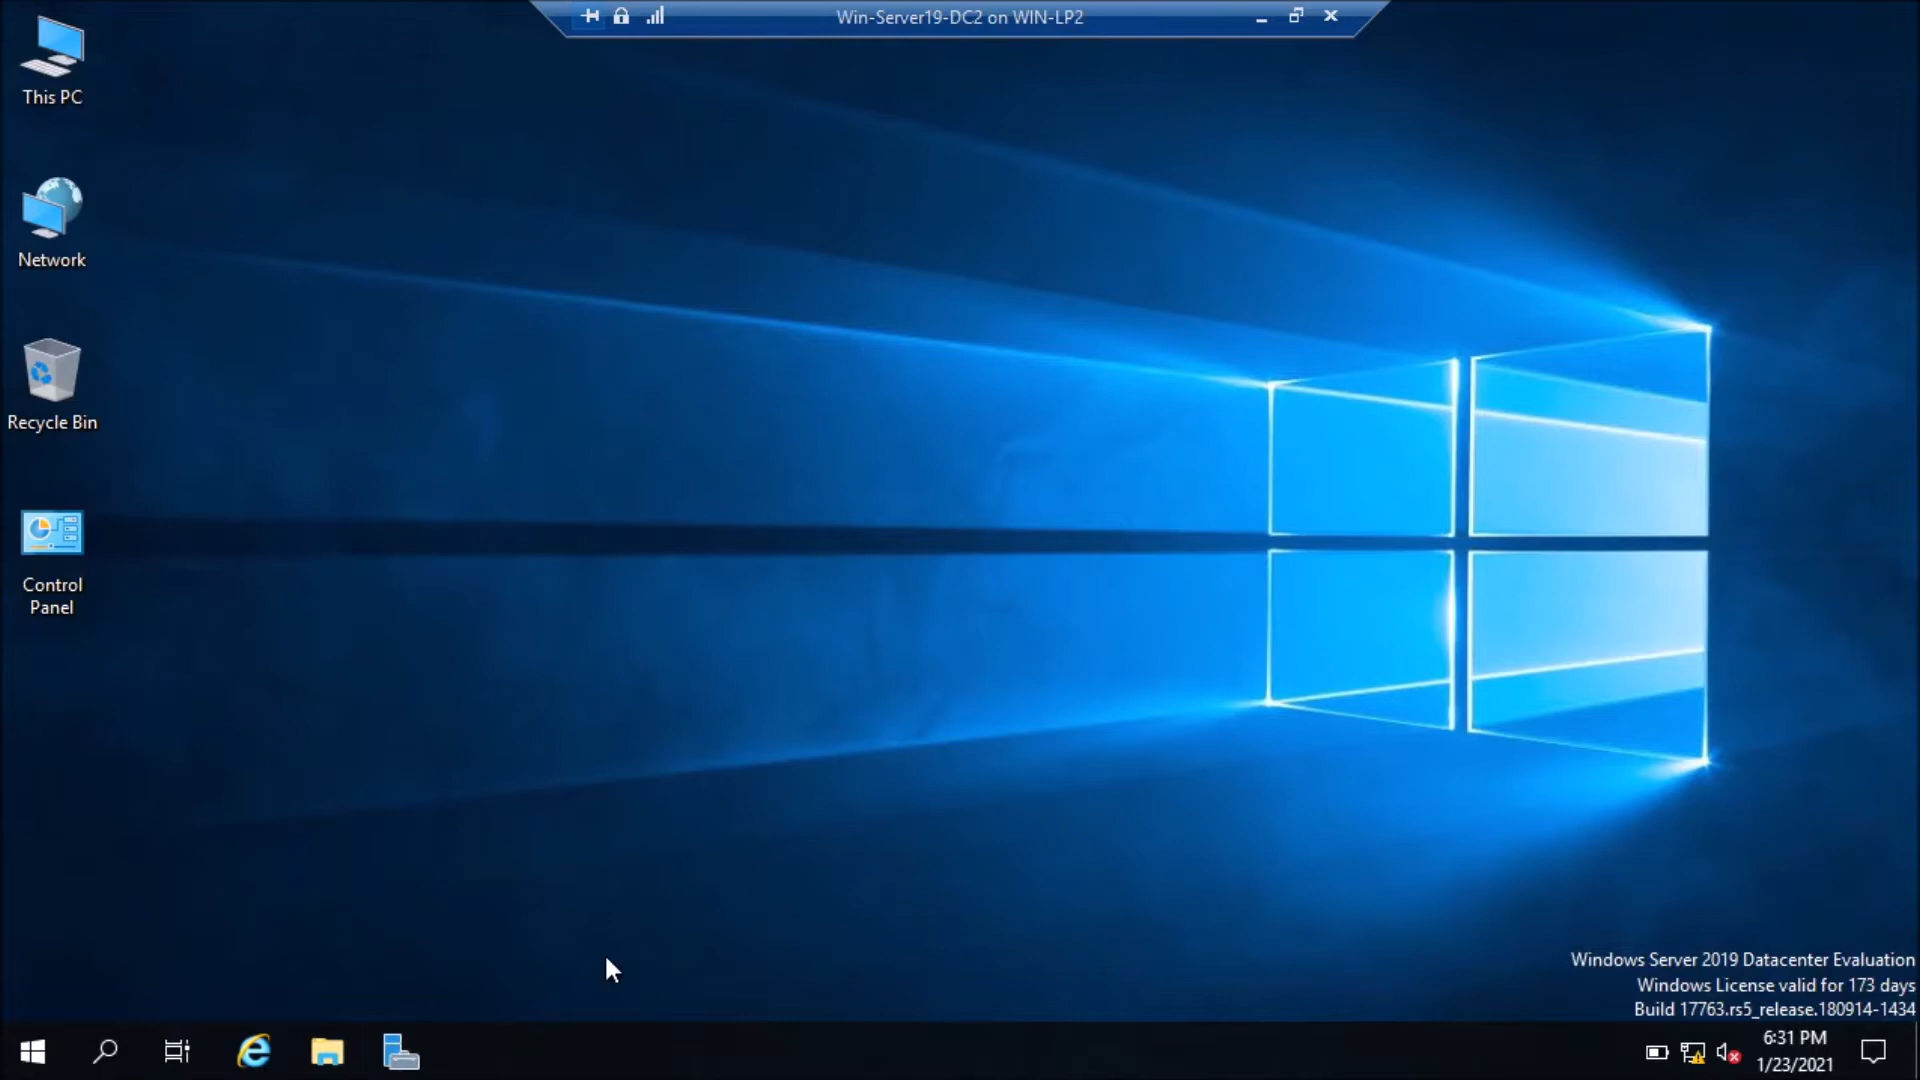 Win-Server19-DC2 on WIN-LP2
This PC
Network
Recycle Bin
Control
Panel
Windows Server 2019 Datacenter Evaluation
Windows License valid for 173 days
Build 17763.rs5_release.180914-1434
6:31 PM
1/23/2021